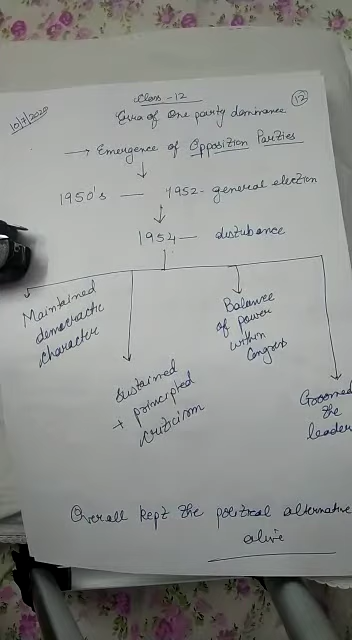 10/7/2020
Class - 12
Era of One party dominance
12
→ Emergence of Opposition Parties
1950's — 1952 - general election
1954 — disturbance
Maintained
democractic
character
Sustained
+ principled
criticism
Balance
of power
within
Congress
Groomed
the
leader
Overall kept the political alternative
alive